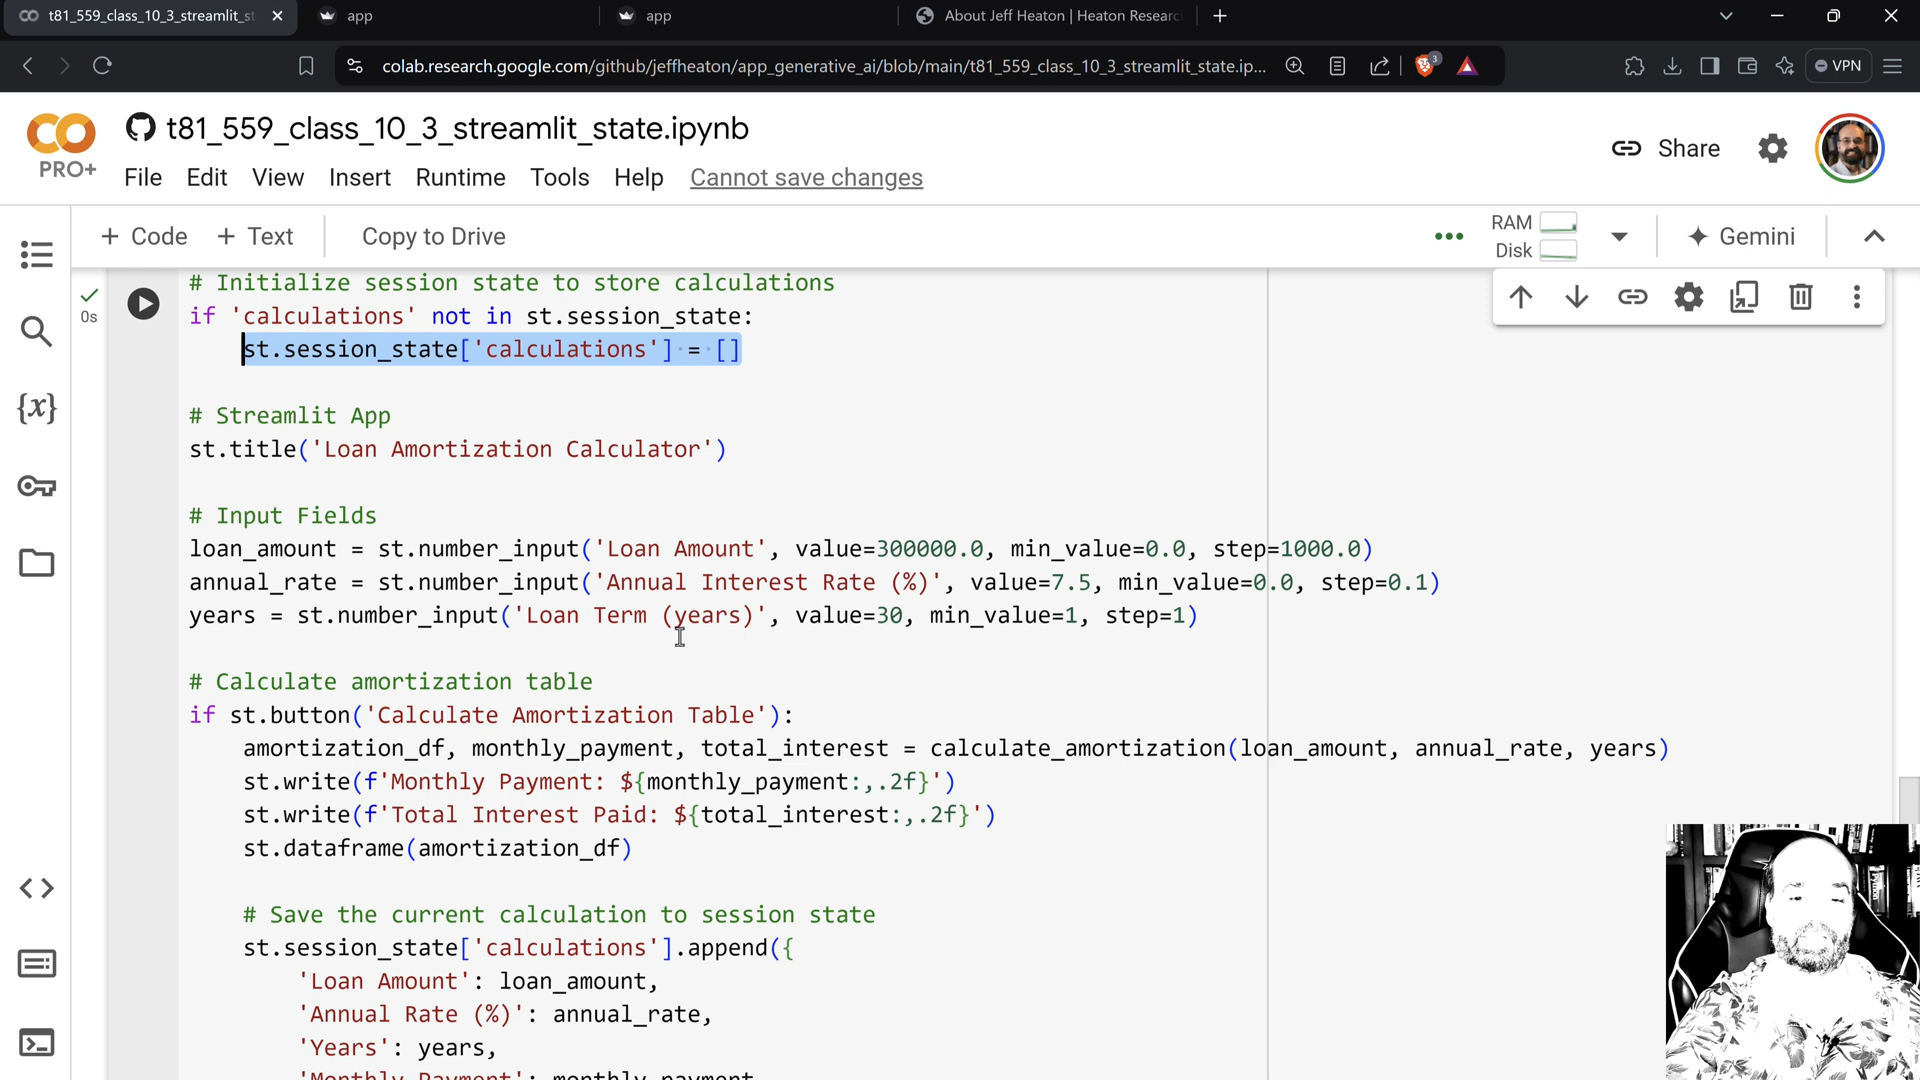 t81_559_class_10_3_streamlit_st
app
app
About Jeff Heaton | Heaton Researc
colab.research.google.com/github/jeffheaton/app_generative_ai/blob/main/t81_559_class_10_3_streamlit_state.ip...
3
VPN
CO
PRO+
t81_559_class_10_3_streamlit_state.ipynb
File Edit View Insert Runtime Tools Help Cannot save changes
Share
+ Code + Text Copy to Drive
RAM
Disk
Gemini
0s
{x}
# Initialize session state to store calculations
if 'calculations' not in st.session_state:
st.session_state['calculations'] = []
# Streamlit App
st.title('Loan Amortization Calculator')
# Input Fields
loan_amount = st.number_input('Loan Amount', value=300000.0, min_value=0.0, step=1000.0)
annual_rate = st.number_input('Annual Interest Rate (%)', value=7.5, min_value=0.0, step=0.1)
years = st.number_input('Loan Term (years)', value=30, min_value=1, step=1)
# Calculate amortization table
if st.button('Calculate Amortization Table'):
amortization_df, monthly_payment, total_interest = calculate_amortization(loan_amount, annual_rate, years)
st.write(f'Monthly Payment: ${monthly_payment:,.2f}')
st.write(f'Total Interest Paid: ${total_interest:,.2f}')
st.dataframe(amortization_df)
# Save the current calculation to session state
st.session_state['calculations'].append({
'Loan Amount': loan_amount,
'Annual Rate (%)': annual_rate,
'Years': years,
'Monthly Payment': monthly_payment